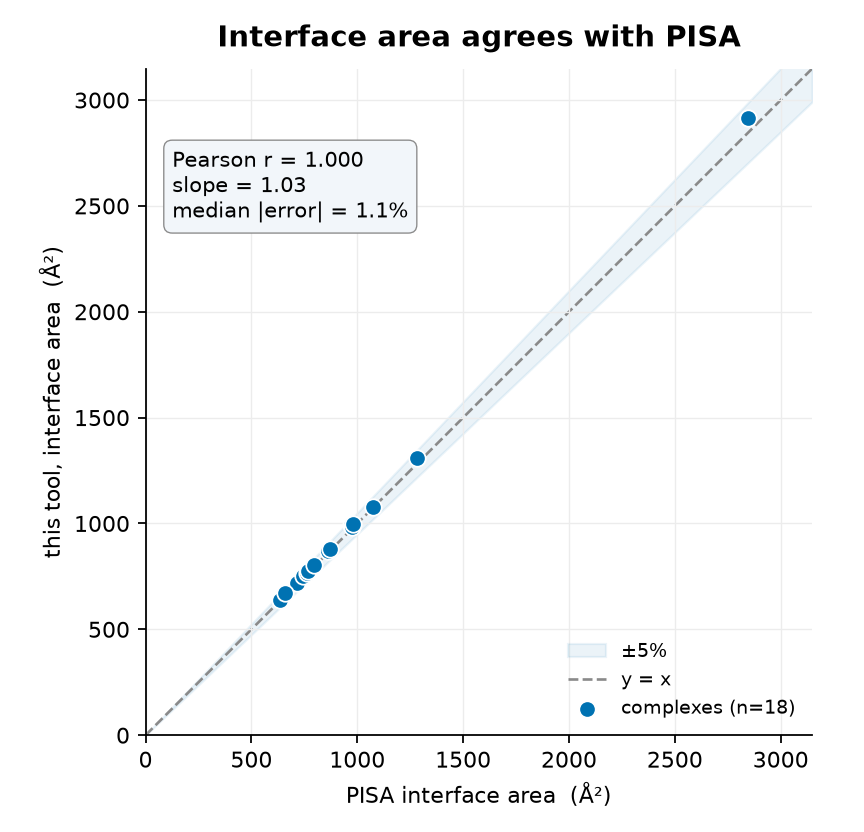 Interface area agrees with PISA
Pearson r = 1.000
slope = 1.03
median |error| = 1.1%
this tool, interface area  (Å²)
3000
2500
2000
1500
1000
500
0
±5%
y = x
complexes (n=18)
0 500 1000 1500 2000 2500 3000
PISA interface area  (Å²)